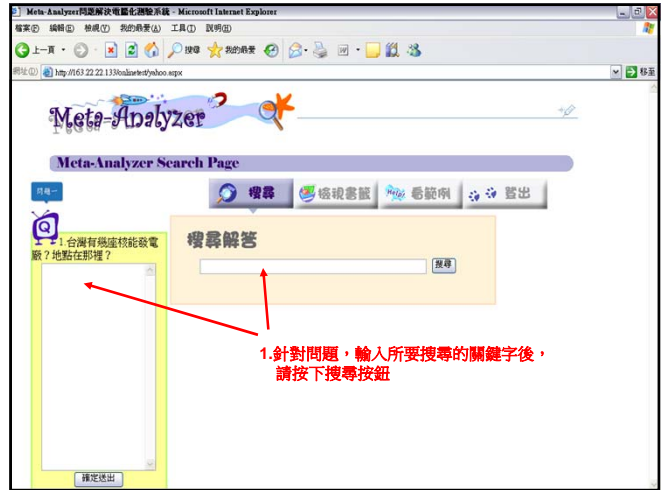 Meta-Analyzer問題解決電腦化測驗系統 - Microsoft Internet Explorer
檔案(F) 編輯(E) 檢視(V) 我的最愛(A) 工具(T) 說明(H)
上一頁 搜尋 我的最愛
網址(D) http://163.22.22.133/onlinetest/yahoo.aspx 移至
Meta-Analyzer
Meta-Analyzer Search Page
問題一
搜尋 檢視書籤 Help! 看範例 登出
Q
1.台灣有幾座核能發電
廠？地點在那裡？
搜尋解答
搜尋
1.針對問題，輸入所要搜尋的關鍵字後，
請按下搜尋按鈕
確定送出